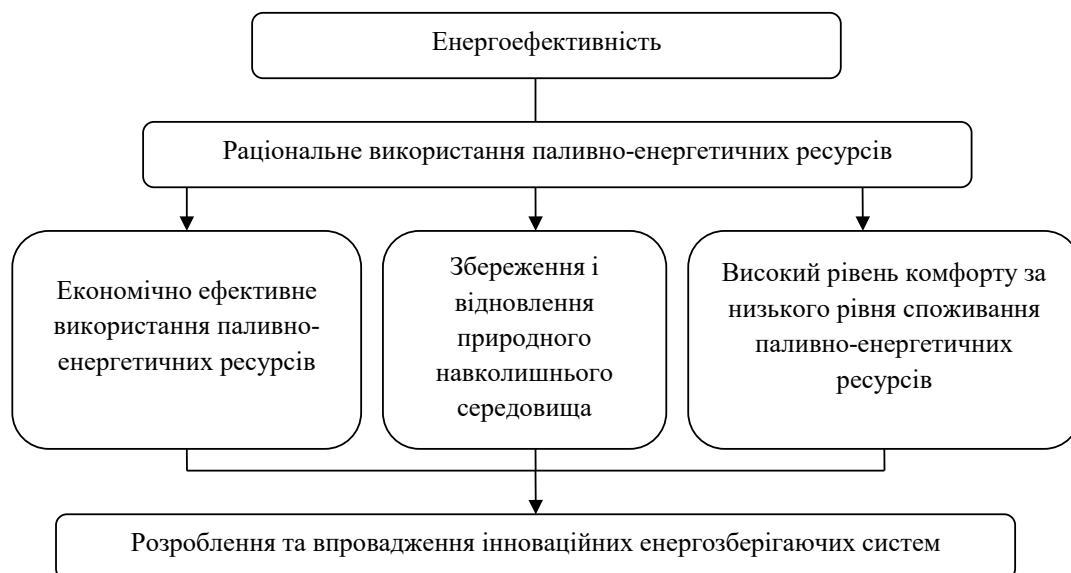 Енергоефективність
Раціональне використання паливно-енергетичних ресурсів
Економічно ефективне
використання паливно-
енергетичних ресурсів
Збереження і
відновлення
природного
навколишнього
середовища
Високий рівень комфорту за
низького рівня споживання
паливно-енергетичних
ресурсів
Розроблення та впровадження інноваційних енергозберігаючих систем